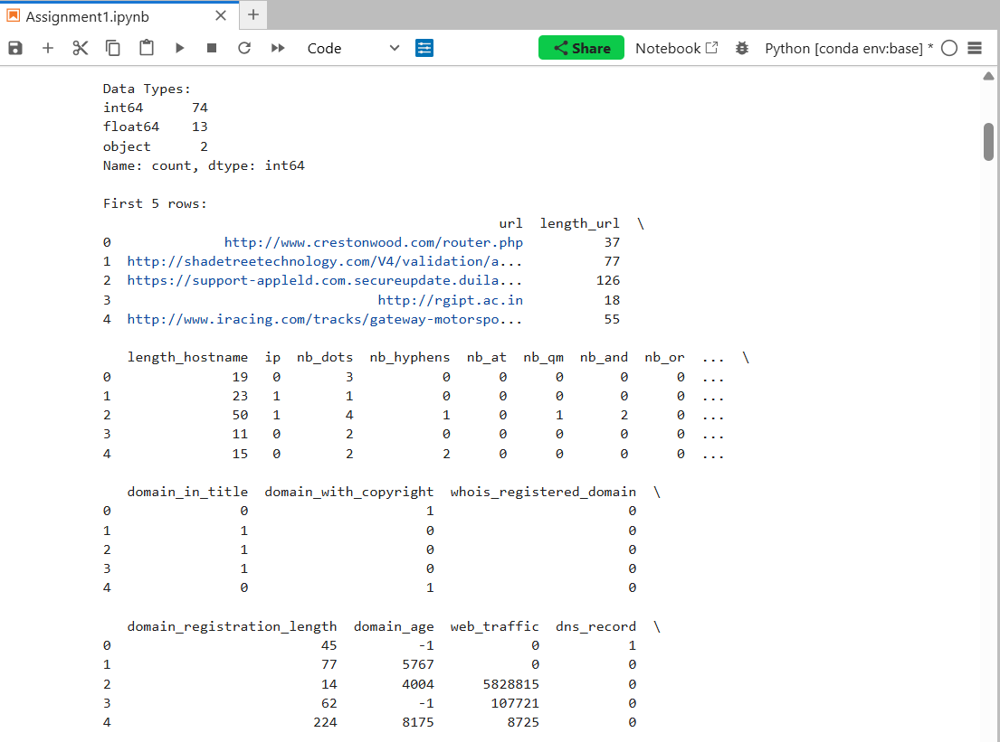 Assignment1.ipynb
Code
Share
Notebook
Python [conda env:base] *
Data Types:
int64      74
float64    13
object      2
Name: count, dtype: int64
First 5 rows:
url  length_url  \
0  http://www.crestonwood.com/router.php  37
1  http://shadetreetechnology.com/V4/validation/a...  77
2  https://support-appleld.com.secureupdate.duila...  126
3  http://rgipt.ac.in  18
4  http://www.iracing.com/tracks/gateway-motorspo...  55
length_hostname  ip  nb_dots  nb_hyphens  nb_at  nb_qm  nb_and  nb_or  ...  \
0  19  0  3  0  0  0  0  0  ...
1  23  1  1  0  0  0  0  0  ...
2  50  1  4  1  0  1  2  0  ...
3  11  0  2  0  0  0  0  0  ...
4  15  0  2  2  0  0  0  0  ...
domain_in_title  domain_with_copyright  whois_registered_domain  \
0  0  1  0
1  1  0  0
2  1  0  0
3  1  0  0
4  0  1  0
domain_registration_length  domain_age  web_traffic  dns_record  \
0  45  -1  0  1
1  77  5767  0  0
2  14  4004  5828815  0
3  62  -1  107721  0
4  224  8175  8725  0